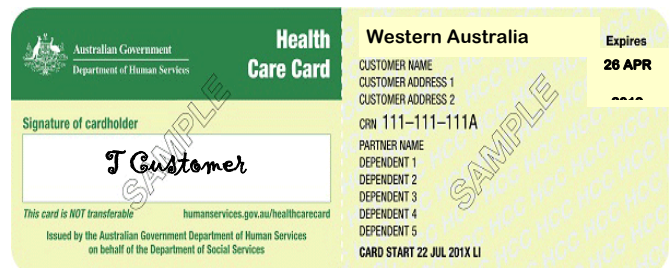 Australian Government
Department of Human Services
Health
Care Card
Signature of cardholder
T Customer
SAMPLE
This card is NOT transferable
humanservices.gov.au/healthcarecard
Issued by the Australian Government Department of Human Services
on behalf of the Department of Social Services
Western Australia
Expires
26 APR
CUSTOMER NAME
CUSTOMER ADDRESS 1
CUSTOMER ADDRESS 2
CRN 111–111–111A
PARTNER NAME
DEPENDENT 1
DEPENDENT 2
DEPENDENT 3
DEPENDENT 4
DEPENDENT 5
CARD START 22 JUL 201X LI
SAMPLE